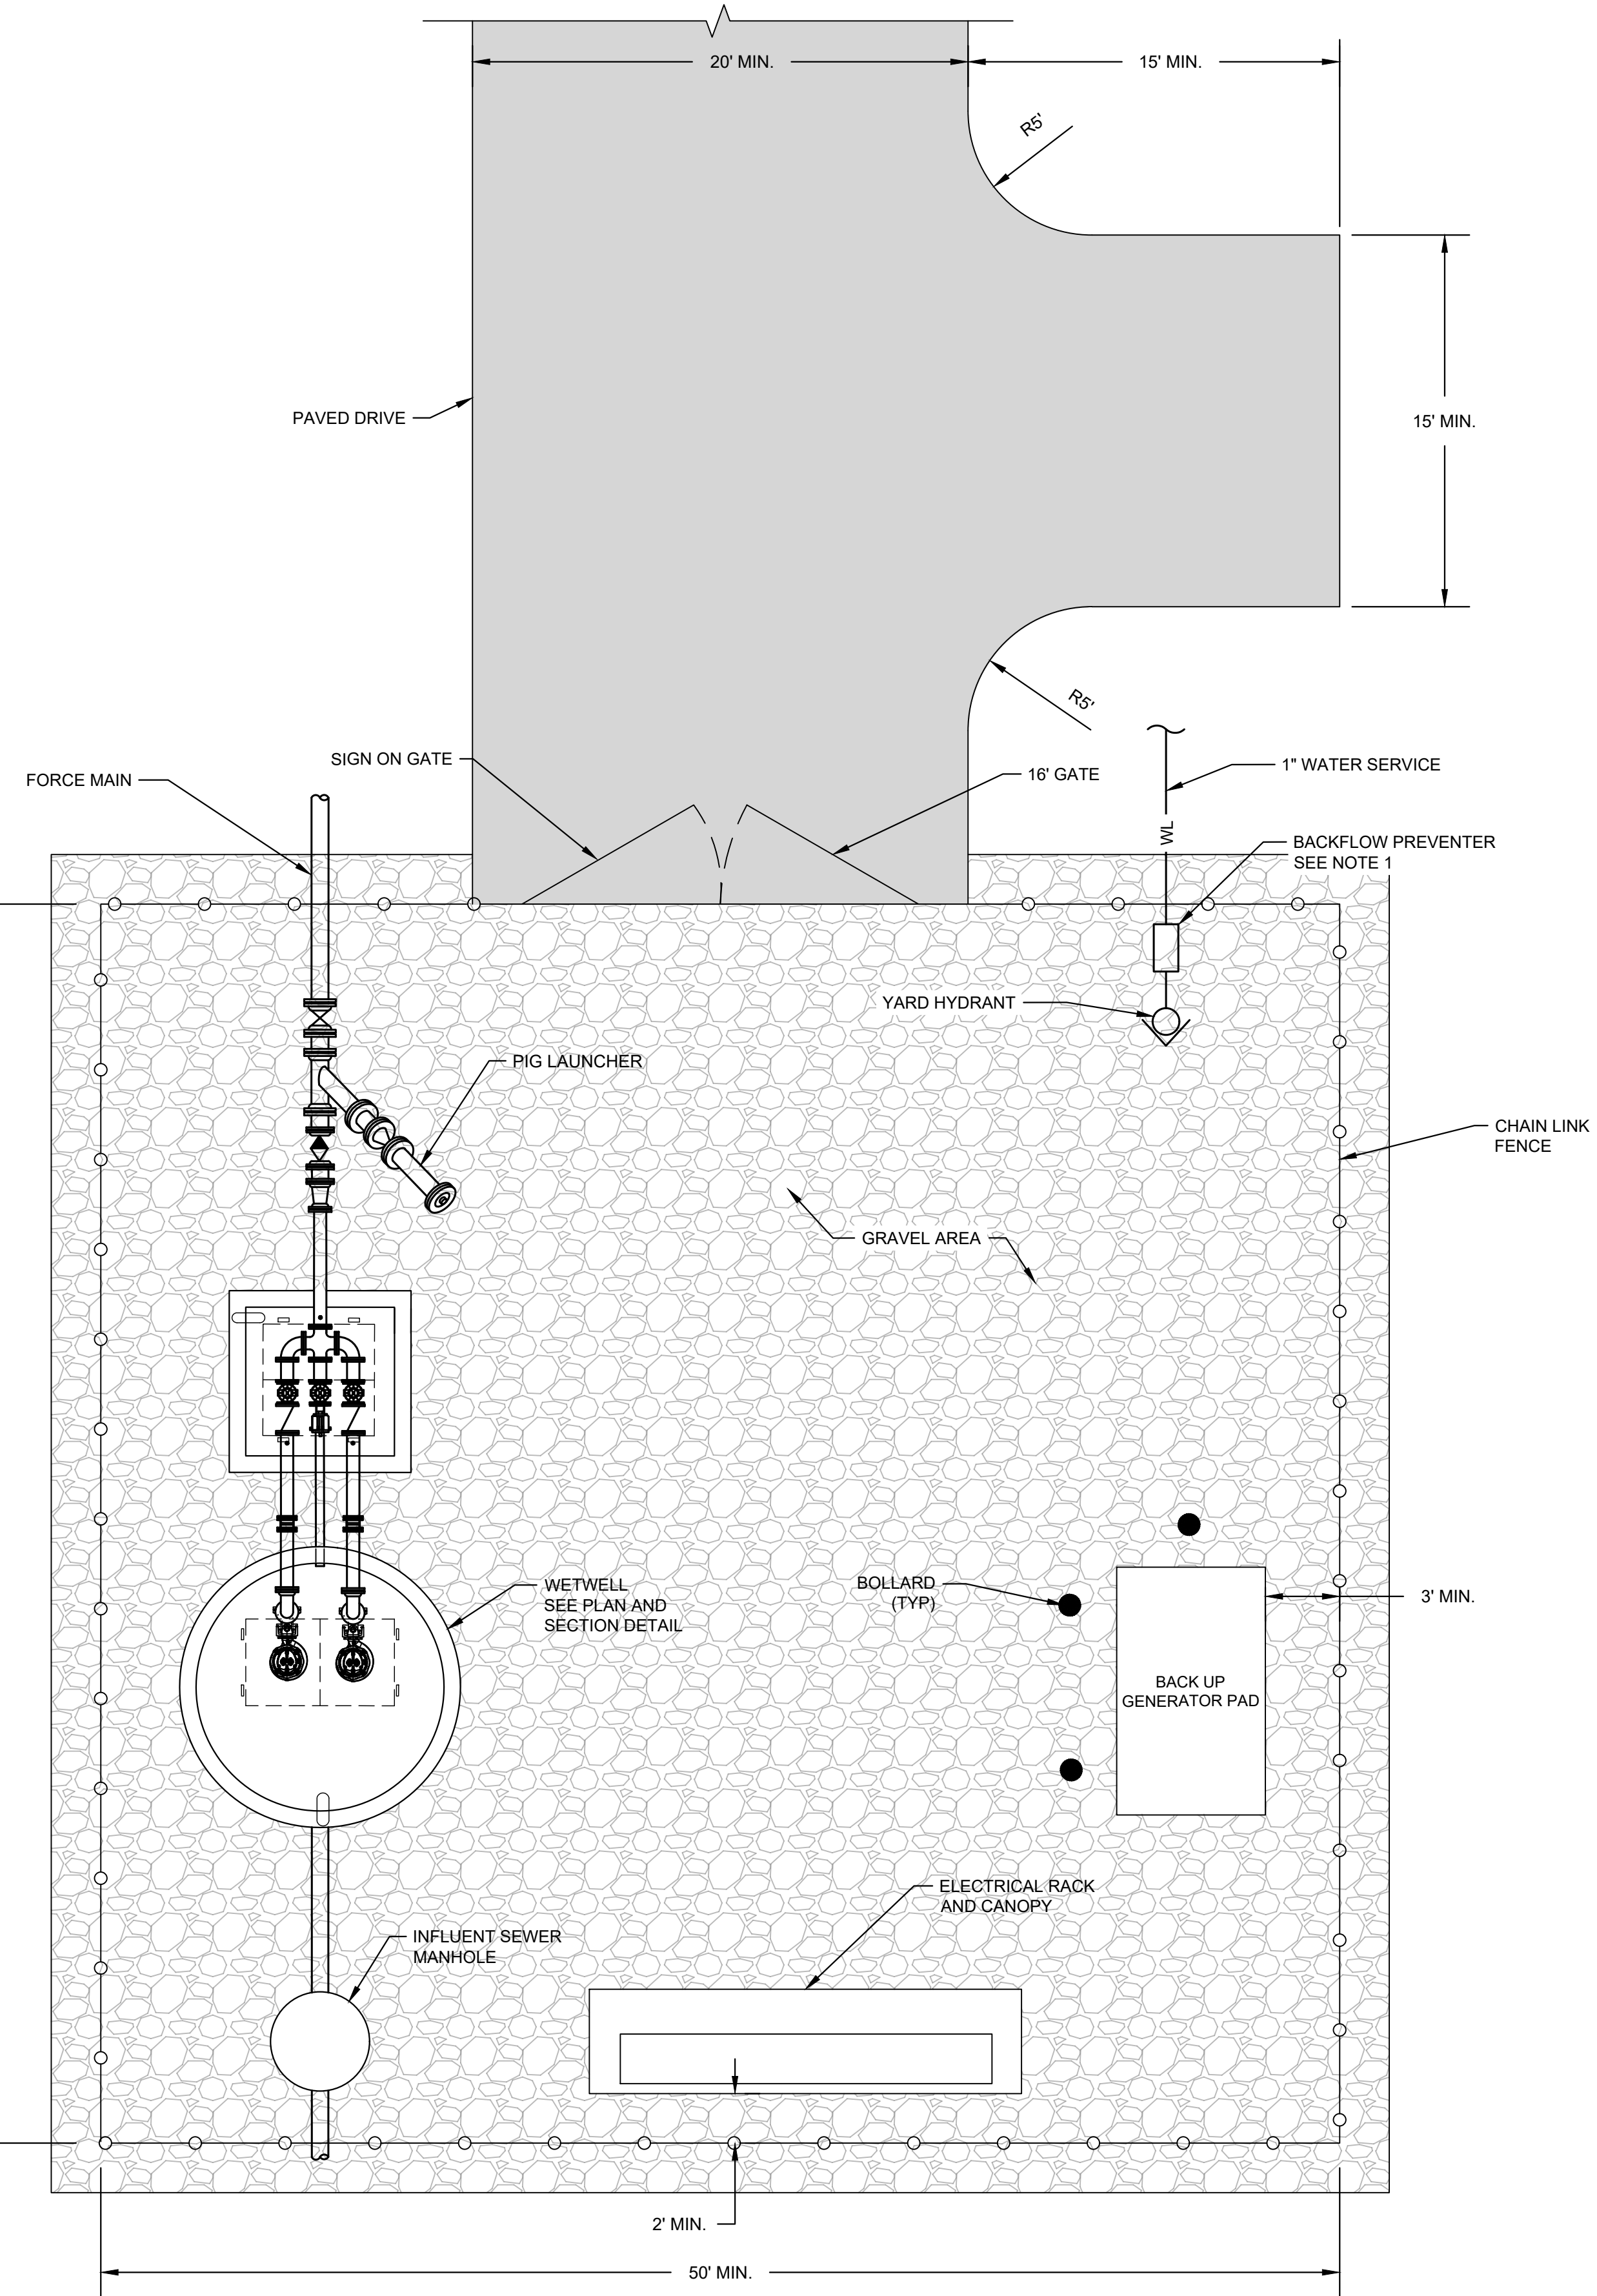 20' MIN.
15' MIN.
R5'
PAVED DRIVE
15' MIN.
R5'
SIGN ON GATE
FORCE MAIN
16' GATE
1" WATER SERVICE
WL
BACKFLOW PREVENTER
SEE NOTE 1
YARD HYDRANT
PIG LAUNCHER
CHAIN LINK
FENCE
GRAVEL AREA
WETWELL
SEE PLAN AND
SECTION DETAIL
BOLLARD
(TYP)
3' MIN.
BACK UP
GENERATOR PAD
ELECTRICAL RACK
AND CANOPY
INFLUENT SEWER
MANHOLE
2' MIN.
50' MIN.